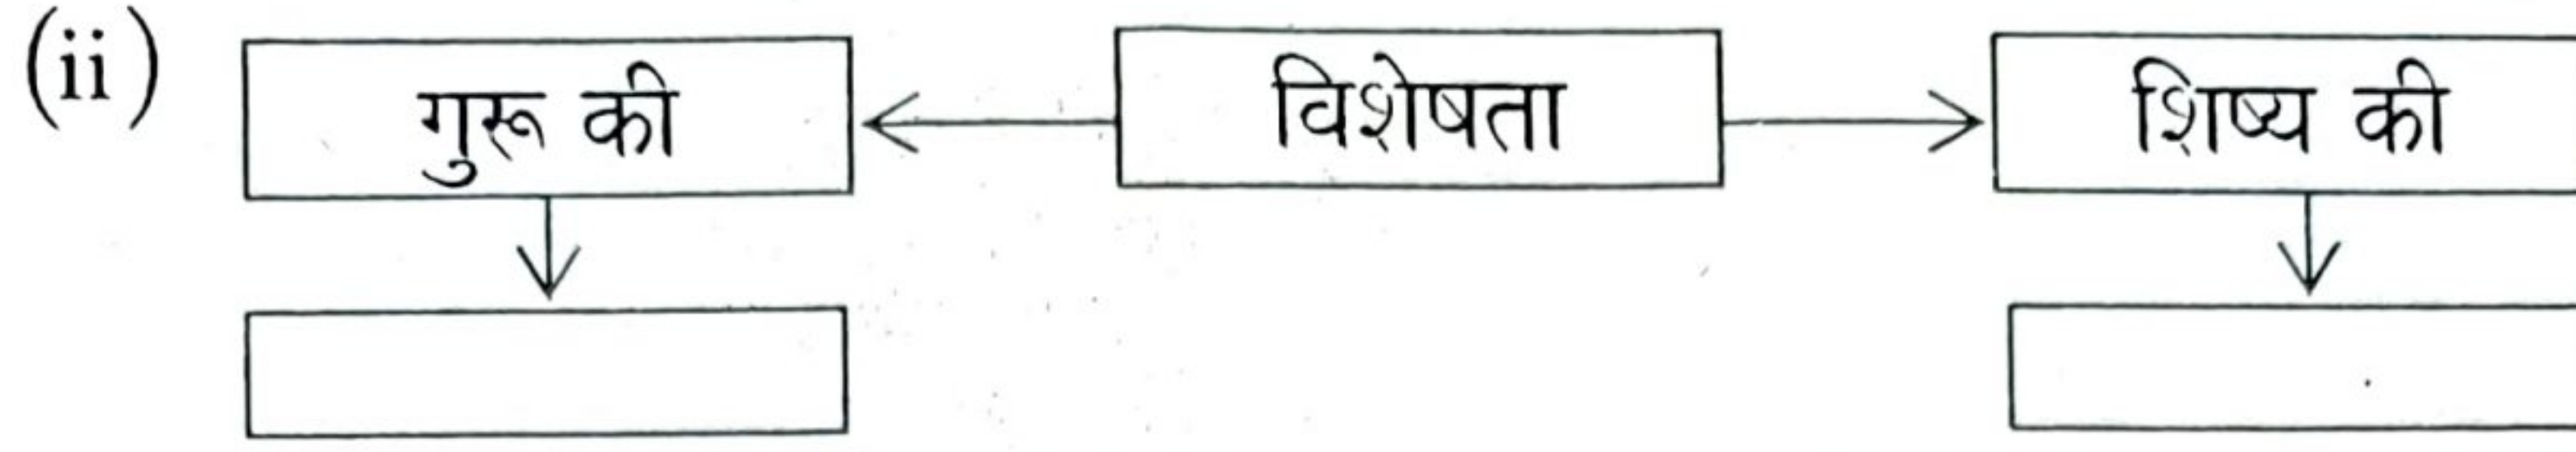 (ii) गुरू की विशेषता शिष्य की